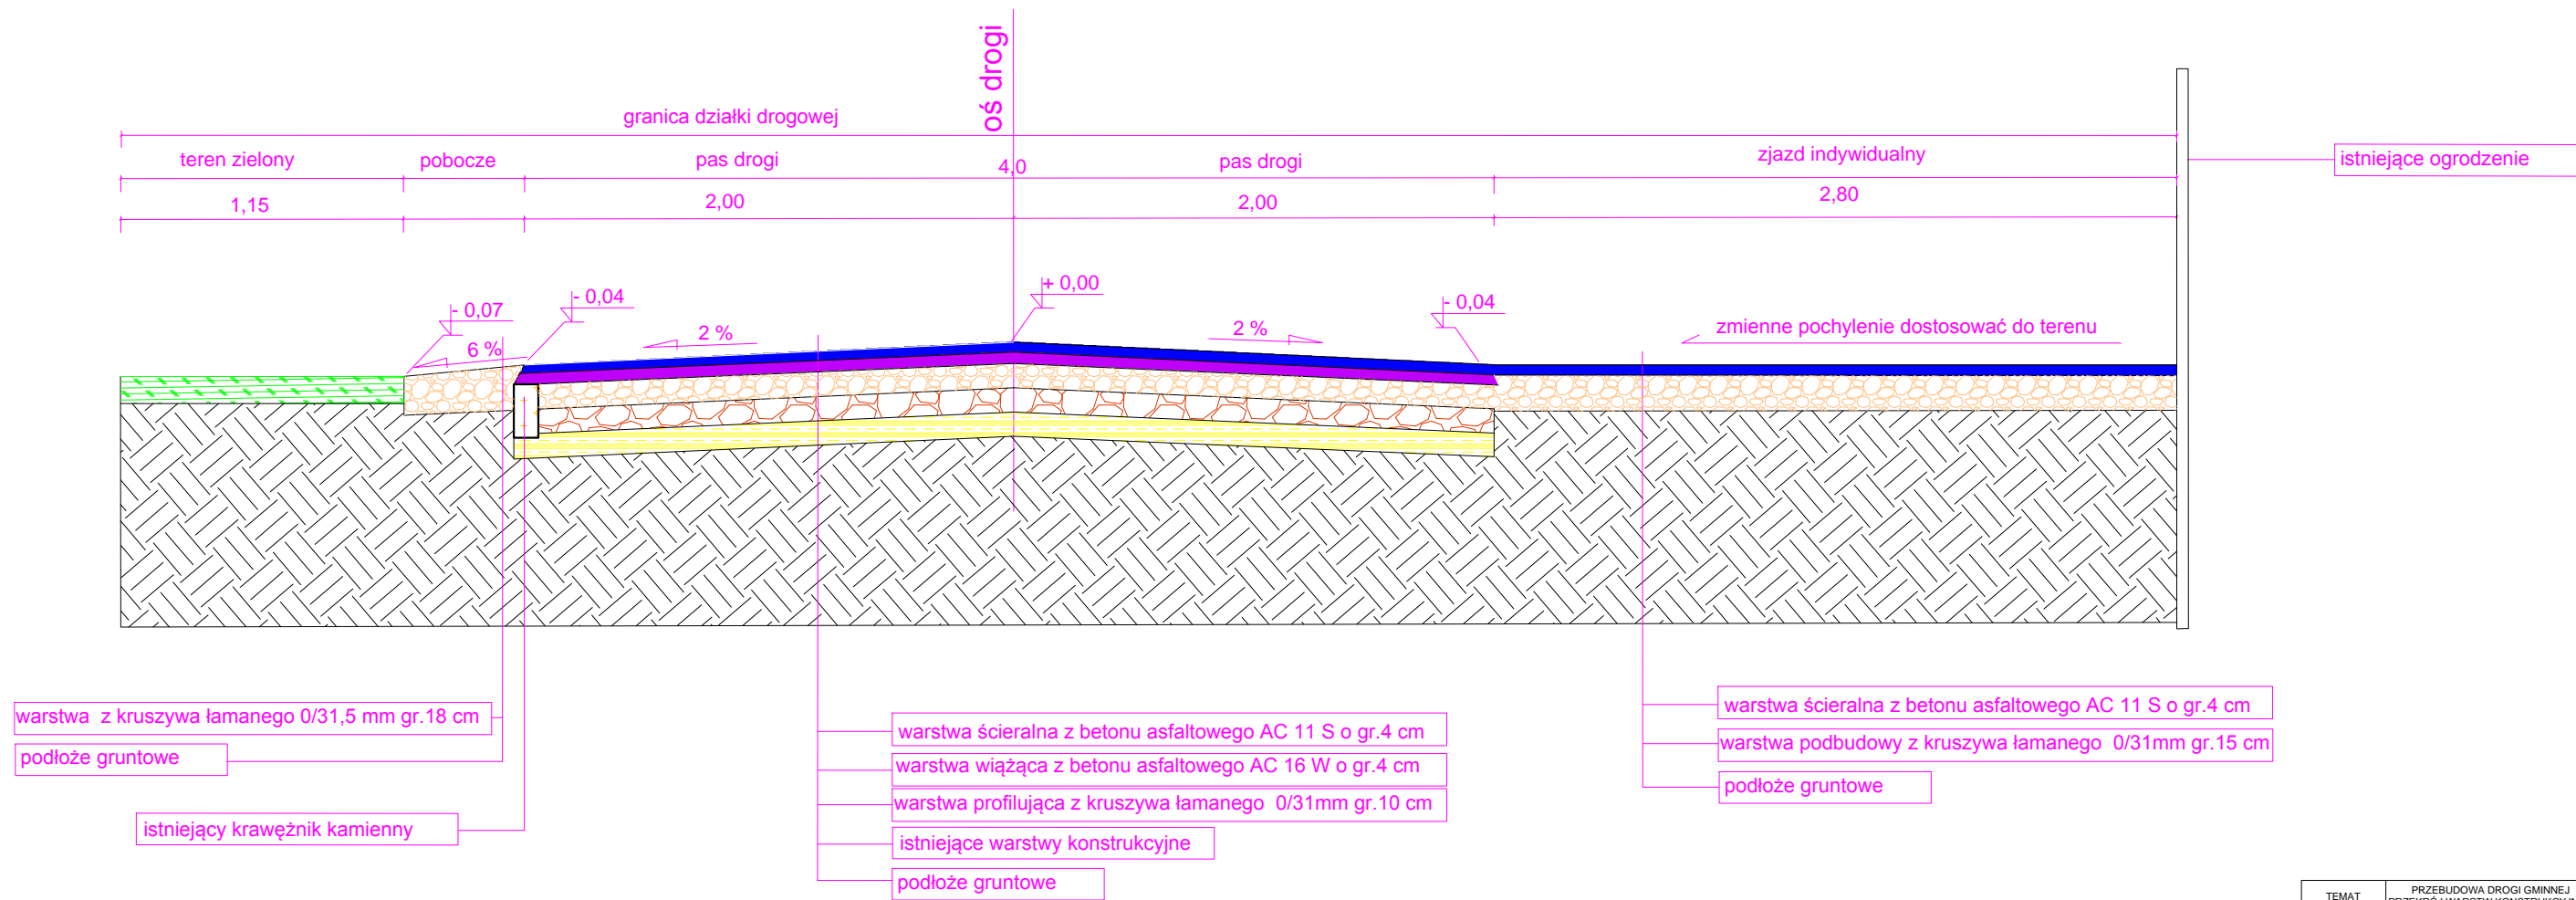 oś drogi
granica działki drogowej
teren zielony
pobocze
pas drogi
4,0
pas drogi
zjazd indywidualny
istniejące ogrodzenie
1,15
2,00
2,00
2,80
- 0,07
- 0,04
+ 0,00
- 0,04
6 %
2 %
2 %
zmienne pochylenie dostosować do terenu
warstwa z kruszywa łamanego 0/31,5 mm gr.18 cm
podłoże gruntowe
istniejący krawężnik kamienny
warstwa ścieralna z betonu asfaltowego AC 11 S o gr.4 cm
warstwa wiążąca z betonu asfaltowego AC 16 W o gr.4 cm
warstwa profilująca z kruszywa łamanego 0/31mm gr.10 cm
istniejące warstwy konstrukcyjne
podłoże gruntowe
warstwa ścieralna z betonu asfaltowego AC 11 S o gr.4 cm
warstwa podbudowy z kruszywa łamanego 0/31mm gr.15 cm
podłoże gruntowe
TEMAT
PRZEBUDOWA DROGI GMINNEJ